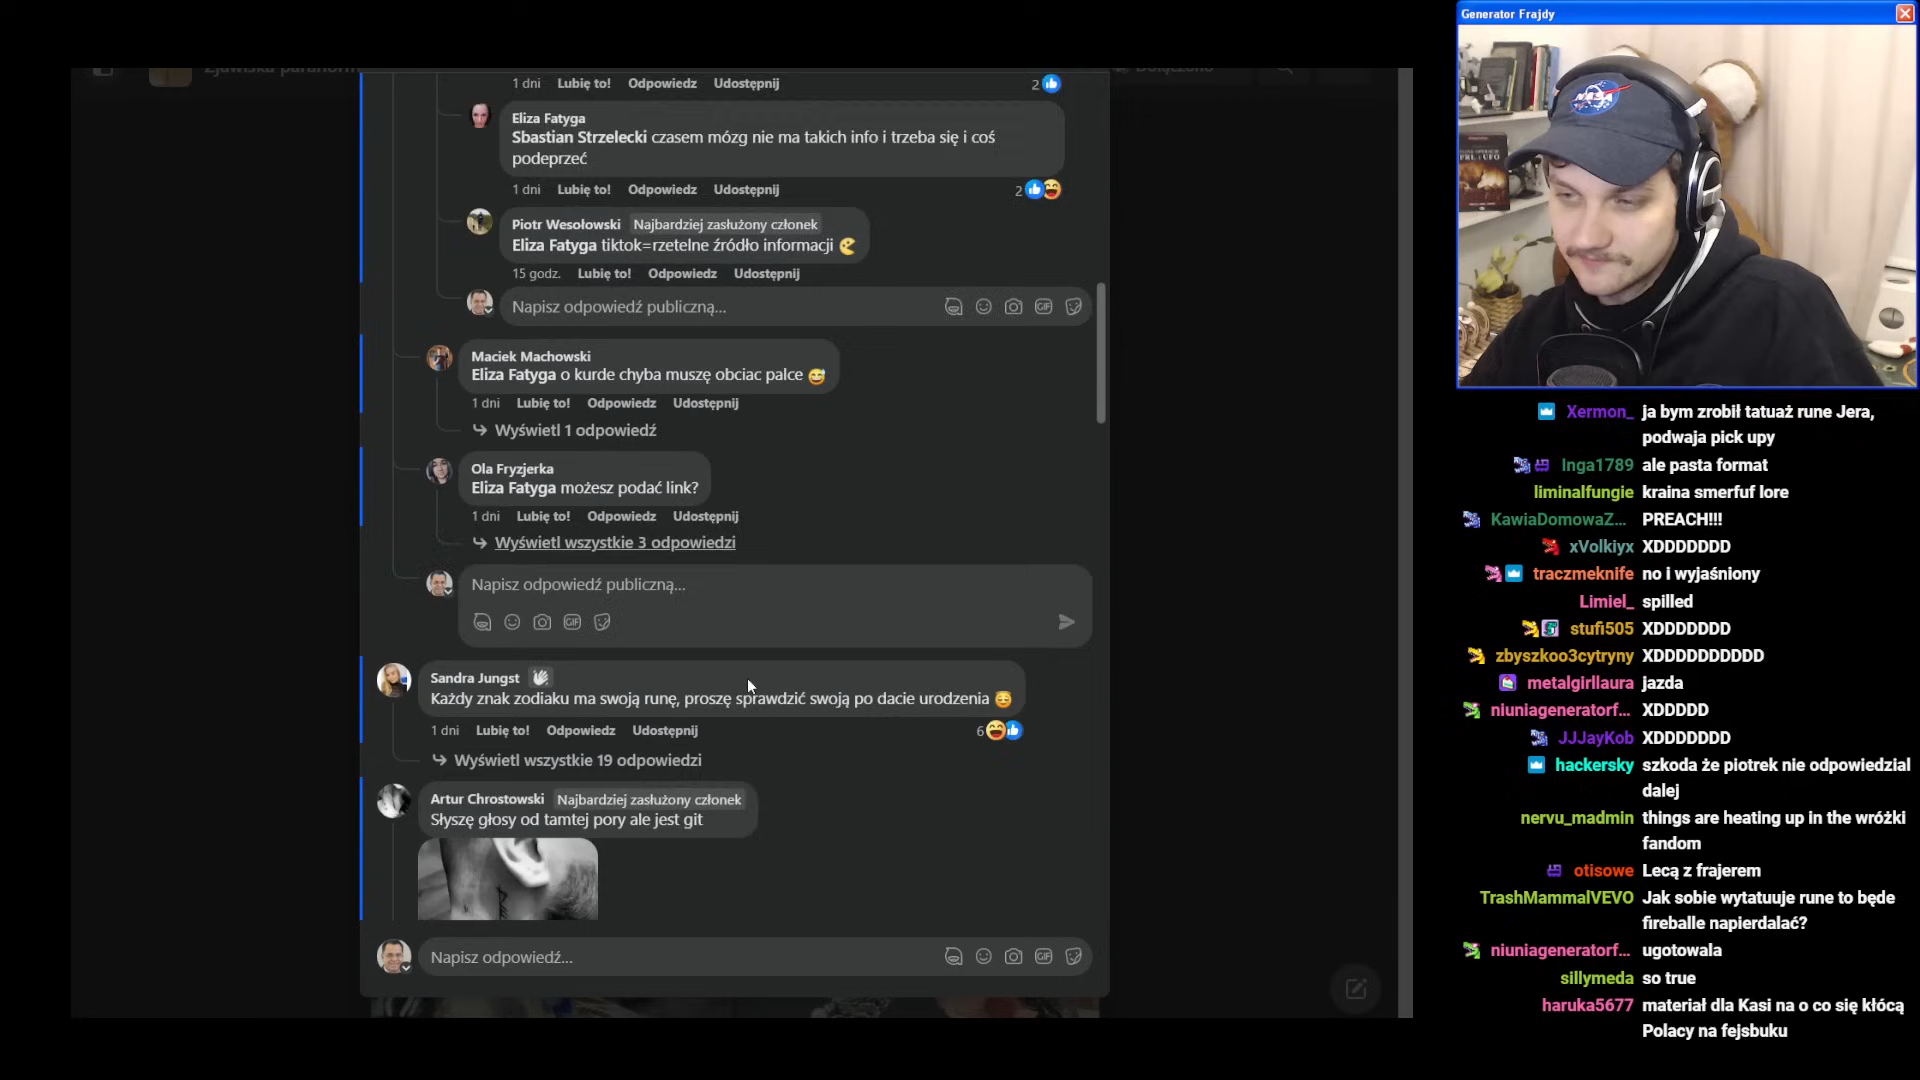 Generator Frajdy
1 dni Lubię to! Odpowiedz Udostępnij 2
Eliza Fatyga
Sbastian Strzelecki czasem mózg nie ma takich info i trzeba się i coś
podeprzeć
1 dni Lubię to! Odpowiedz Udostępnij 2
Piotr Wesołowski Najbardziej zasłużony członek
Eliza Fatyga tiktok=rzetelne źródło informacji
15 godz. Lubię to! Odpowiedz Udostępnij
Napisz odpowiedź publiczną...
GIF
Maciek Machowski
Eliza Fatyga o kurde chyba muszę obciac palce 😅
1 dni Lubię to! Odpowiedz Udostępnij
Wyświetl 1 odpowiedź
Ola Fryzjerka
Eliza Fatyga możesz podać link?
1 dni Lubię to! Odpowiedz Udostępnij
Wyświetl wszystkie 3 odpowiedzi
Napisz odpowiedź publiczną...
GIF
Sandra Jungst 👋
Każdy znak zodiaku ma swoją runę, proszę sprawdzić swoją po dacie urodzenia 😌
1 dni Lubię to! Odpowiedz Udostępnij 6
Wyświetl wszystkie 19 odpowiedzi
Artur Chrostowski Najbardziej zasłużony członek
Słyszę głosy od tamtej pory ale jest git
Napisz odpowiedź...
GIF
NASA
Xermon_ ja bym zrobił tatuaż rune Jera,
podwaja pick upy
Inga1789 ale pasta format
liminalfungie kraina smerfuf lore
KawiaDomowaZ... PREACH!!!
xVolkiyx XDDDDDDD
traczmeknife no i wyjaśniony
Limiel_ spilled
stufi505 XDDDDDDD
zbyszkoo3cytryny XDDDDDDDDDD
metalgirllaura jazda
niuniageneratorf... XDDDDD
JJJayKob XDDDDDDD
hackersky szkoda że piotrek nie odpowiedzial
dalej
nervu_madmin things are heating up in the wróżki
fandom
otisowe Lecą z frajerem
TrashMammalVEVO Jak sobie wytatuuje rune to będe
fireballe napierdalać?
niuniageneratorf... ugotowala
sillymeda so true
haruka5677 materiał dla Kasi na o co się kłócą
Polacy na fejsbuku